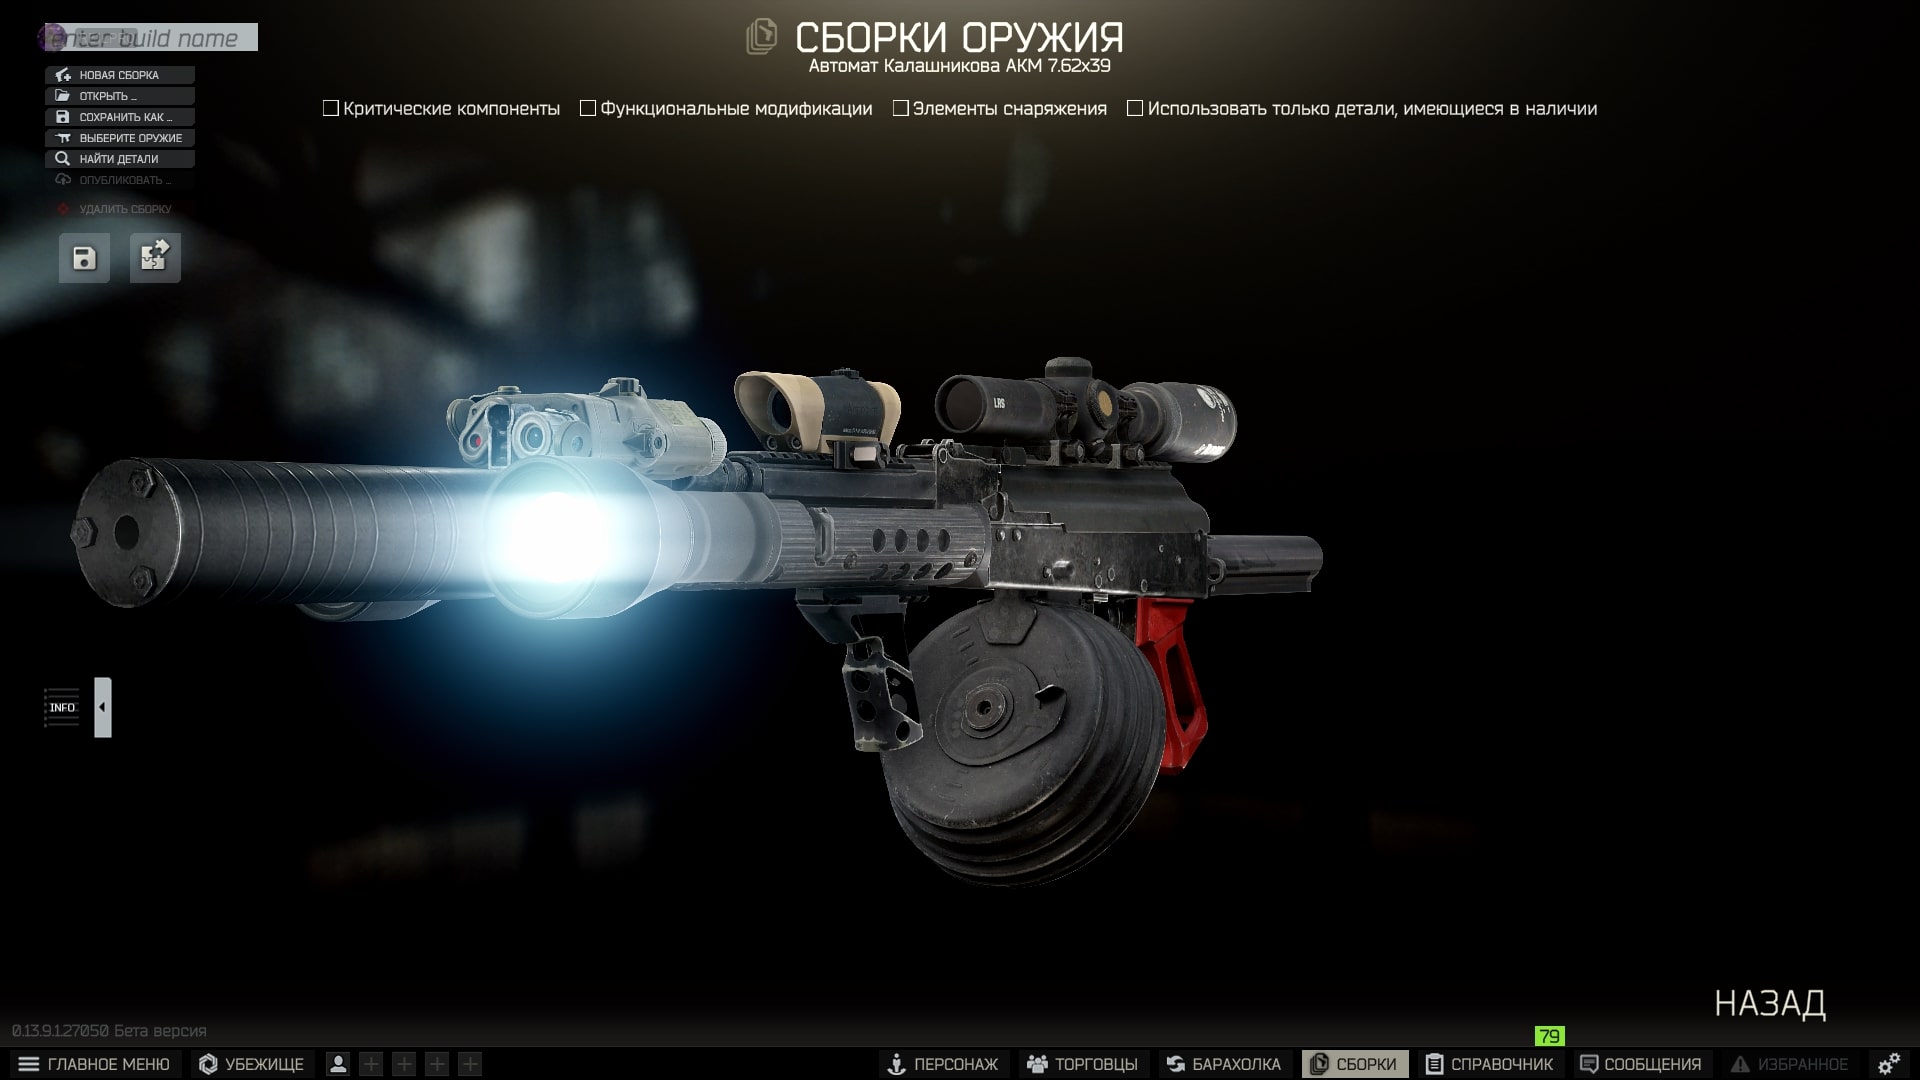 enter build name
СБОРКИ ОРУЖИЯ
Автомат Калашникова АКМ 7.62x39
Критические компоненты
Функциональные модификации
Элементы снаряжения
Использовать только детали, имеющиеся в наличии
НОВАЯ СБОРКА
ОТКРЫТЬ ...
СОХРАНИТЬ КАК ...
ВЫБЕРИТЕ ОРУЖИЕ
НАЙТИ ДЕТАЛИ
ОПУБЛИКОВАТЬ ...
УДАЛИТЬ СБОРКУ
LRS
INFO
НАЗАД
0.13.9.1.27050 Бета версия
79
ГЛАВНОЕ МЕНЮ
УБЕЖИЩЕ
ПЕРСОНАЖ
ТОРГОВЦЫ
БАРАХОЛКА
СБОРКИ
СПРАВОЧНИК
СООБЩЕНИЯ
ИЗБРАННОЕ